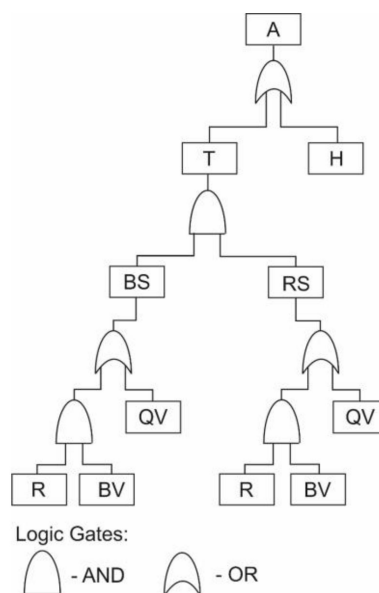 A
T H
BS RS
QV QV
R BV R BV
Logic Gates:
- AND - OR